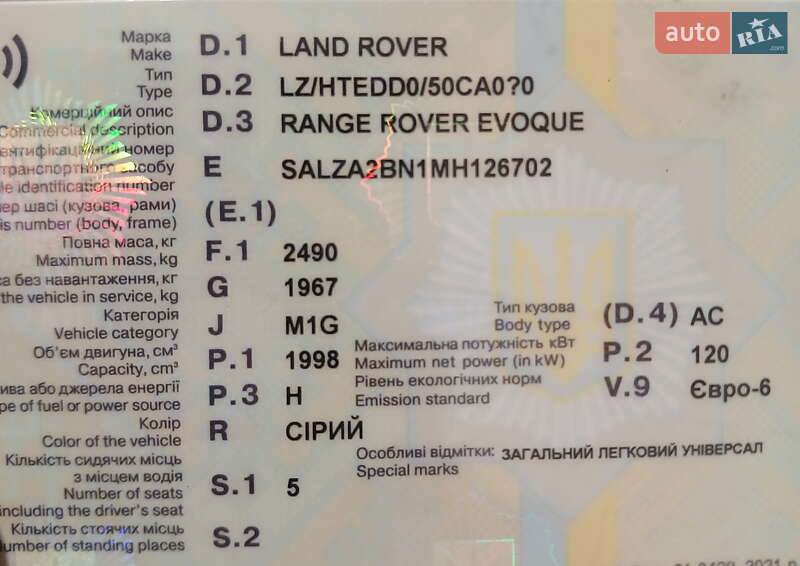 auto RIA .com
Марка
Make D.1 LAND ROVER
Тип
Type D.2 LZ/HTEDD0/50CA0?0
Комерційний опис
Commercial description D.3 RANGE ROVER EVOQUE
номер
транспортного засобу E SALZA2BN1MH126702
identification number
шасі (кузова, рами)
number (body, frame) (E.1)
Повна маса, кг
Maximum mass, kg F.1 2490
без навантаження, кг
the vehicle in service, kg G 1967
Категорія
Vehicle category J M1G
Тип кузова
Body type (D.4) AC
Об'єм двигуна, см³
Capacity, cm³ P.1 1998
Максимальна потужність кВт
Maximum net power (in kW) P.2 120
або джерела енергії
of fuel or power source P.3 H
Рівень екологічних норм
Emission standard V.9 Євро-6
Колір
Color of the vehicle R СІРИЙ
Особливі відмітки: ЗАГАЛЬНИЙ ЛЕГКОВИЙ УНІВЕРСАЛ
Special marks
Кількість сидячих місць
з місцем водія
Number of seats S.1 5
including the driver's seat
Кількість стоячих місць
number of standing places S.2